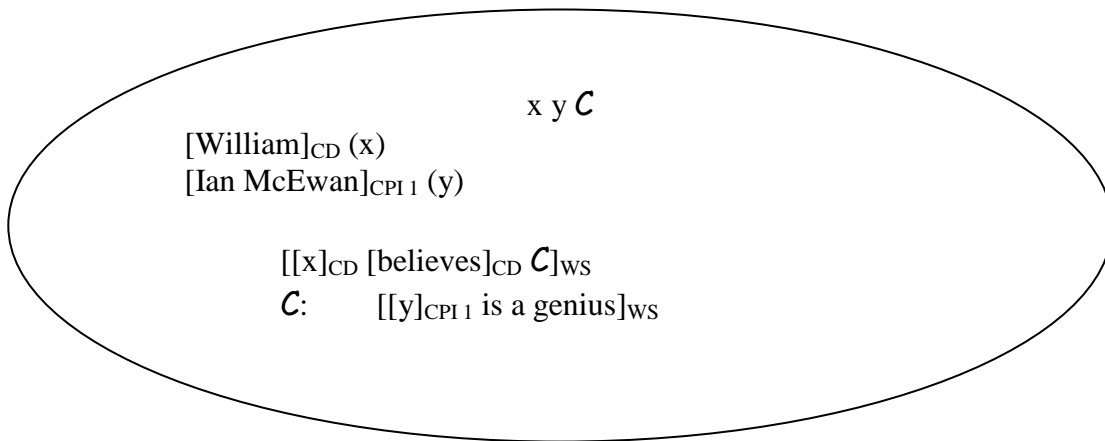 x y C
[William]CD (x)
[Ian McEwan]CPI 1 (y)
[[x]CD [believes]CD C]WS
C: [[y]CPI 1 is a genius]WS